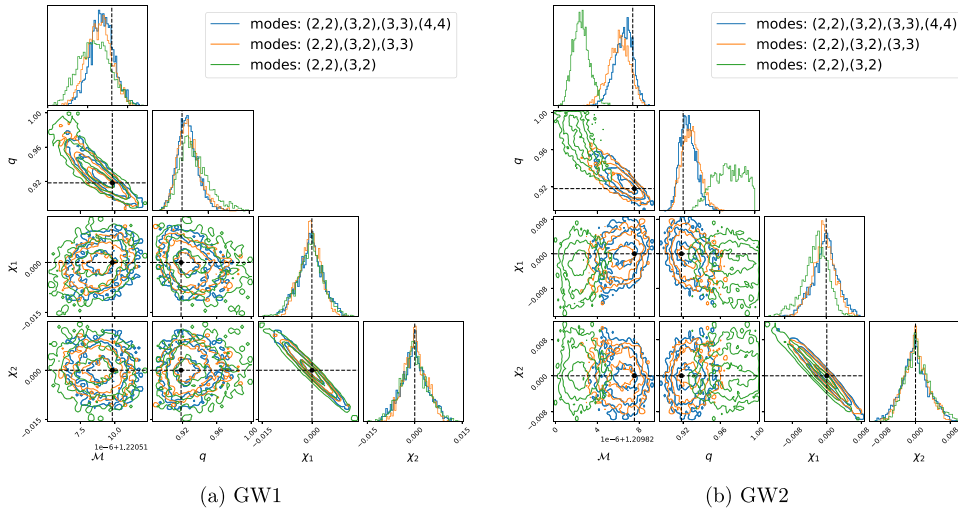 modes: (2,2),(3,2),(3,3),(4,4)
modes: (2,2),(3,2),(3,3)
modes: (2,2),(3,2)
1.00
0.96
0.92
q
0.000
−0.015
χ1
0.000
−0.015
χ2
7.5
10.0
1e-6+1.22051
ℳ
0.92
0.96
1.00
q
−0.015
0.000
χ1
−0.015
0.000
0.015
χ2
(a) GW1
modes: (2,2),(3,2),(3,3),(4,4)
modes: (2,2),(3,2),(3,3)
modes: (2,2),(3,2)
1.00
0.96
0.92
q
0.008
0.000
−0.008
χ1
0.008
0.000
−0.008
χ2
0
4
8
1e-6+1.20982
ℳ
0.92
0.96
1.00
q
−0.008
0.000
0.008
χ1
−0.008
0.000
0.008
χ2
(b) GW2